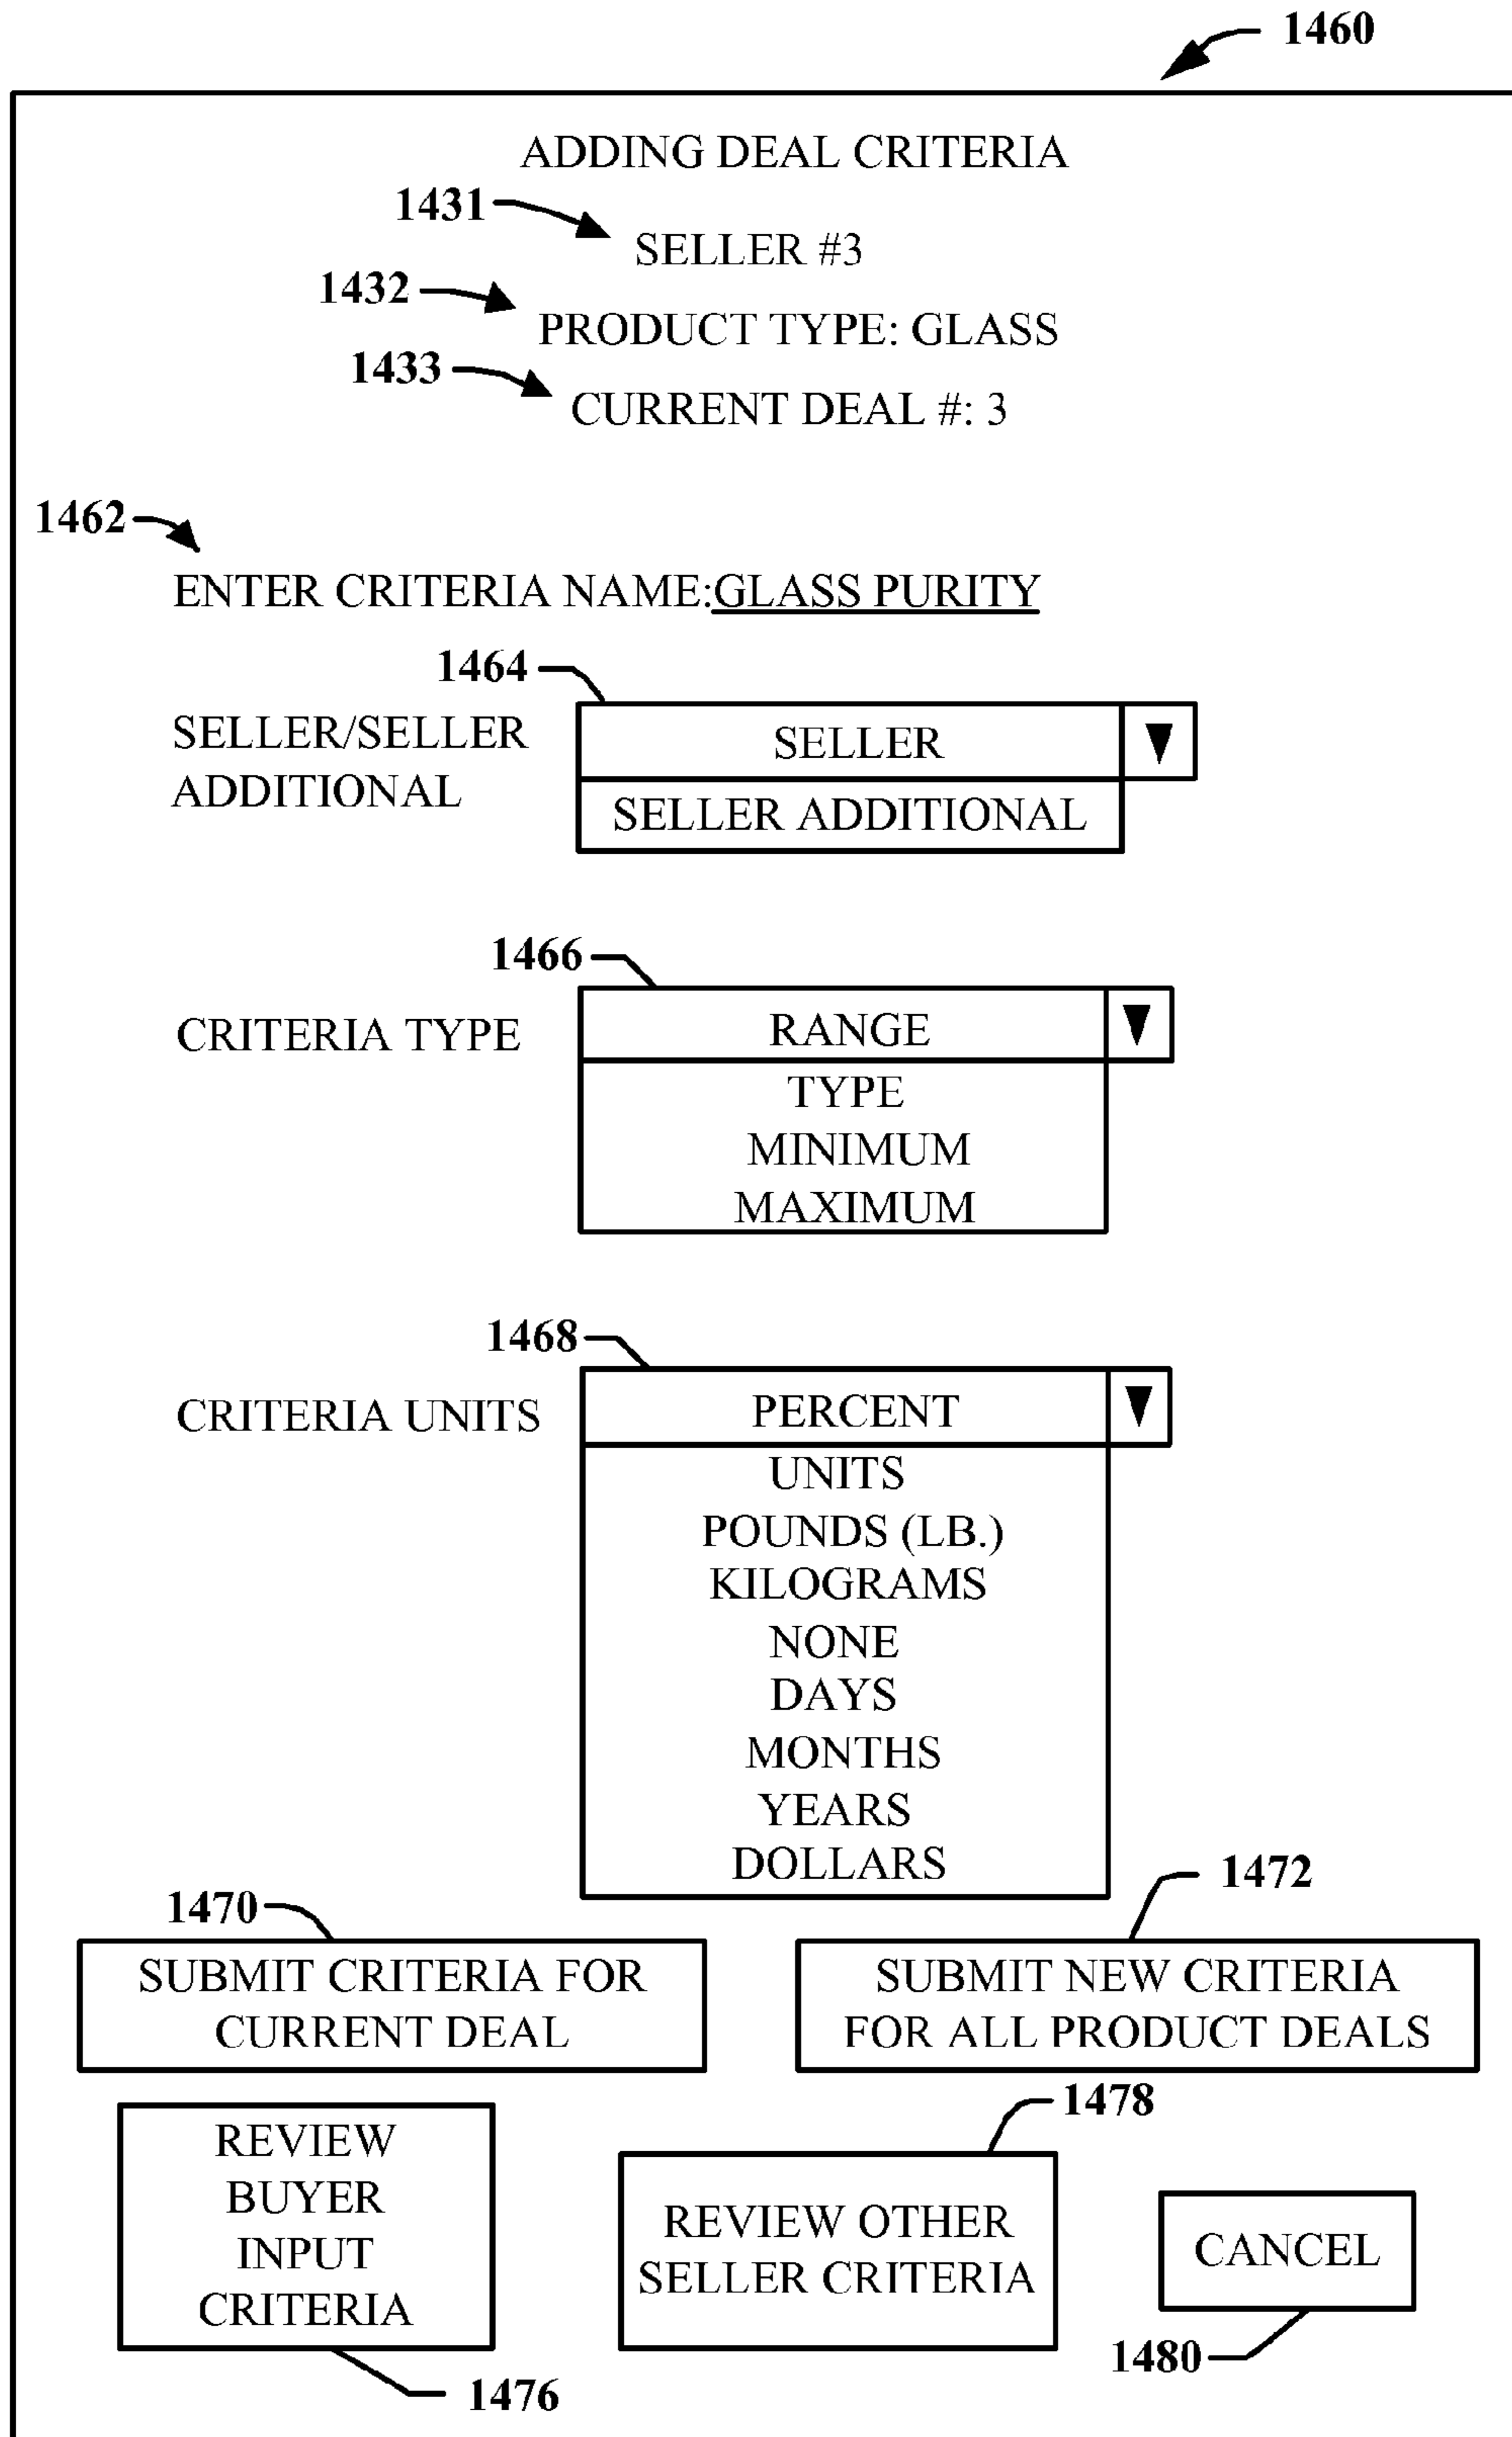 1460
ADDING DEAL CRITERIA
1431
SELLER #3
1432
PRODUCT TYPE: GLASS
1433
CURRENT DEAL #: 3
1462
ENTER CRITERIA NAME:GLASS PURITY
1464
SELLER/SELLER
ADDITIONAL
SELLER
SELLER ADDITIONAL
1466
CRITERIA TYPE
RANGE
TYPE
MINIMUM
MAXIMUM
1468
CRITERIA UNITS
PERCENT
UNITS
POUNDS (LB.)
KILOGRAMS
NONE
DAYS
MONTHS
YEARS
DOLLARS
1470
1472
SUBMIT CRITERIA FOR
CURRENT DEAL
SUBMIT NEW CRITERIA
FOR ALL PRODUCT DEALS
1478
REVIEW
BUYER
INPUT
CRITERIA
REVIEW OTHER
SELLER CRITERIA
CANCEL
1480
1476